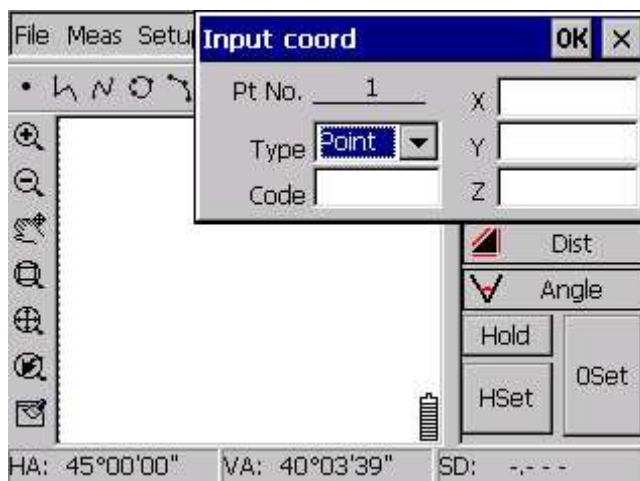 File Meas Setu
Input coord OK ×
Pt No. 1
X
Type Point
Y
Code
Z
Dist
Angle
Hold
HSet
0Set
HA: 45°00'00" VA: 40°03'39" SD: -.---